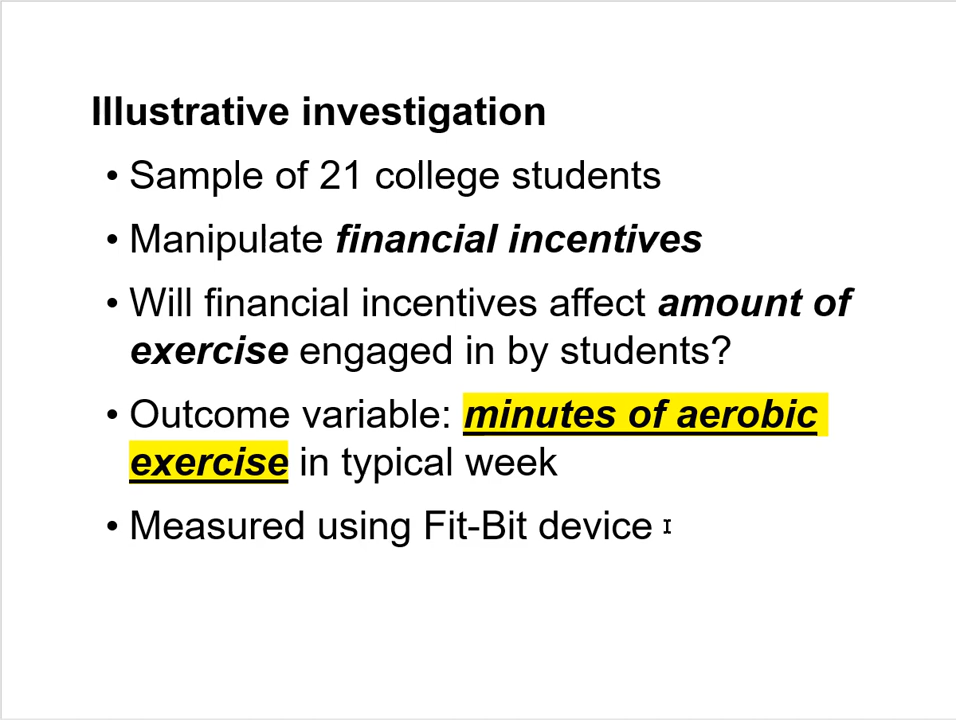 Illustrative investigation
• Sample of 21 college students
• Manipulate financial incentives
• Will financial incentives affect amount of
exercise engaged in by students?
• Outcome variable: minutes of aerobic
exercise in typical week
• Measured using Fit-Bit device